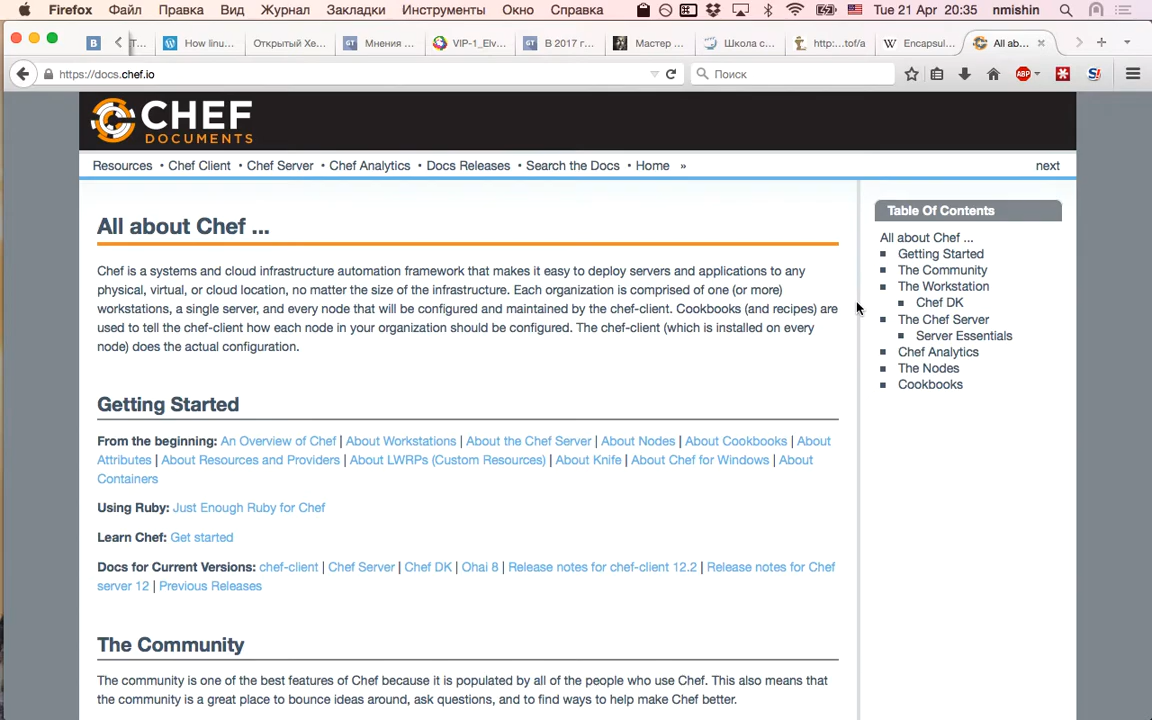 Firefox Файл Правка Вид Журнал Закладки Инструменты Окно Справка Tue 21 Apr 20:35 nmishin
T... How linu... Открытый Хе... GT Мнения ... VIP-1_Elv... GT В 2017 г... Мастер ... Школа с... http:...tof/a W Encapsul... All ab...
https://docs.chef.io Поиск ABP
CHEF
DOCUMENTS
Resources • Chef Client • Chef Server • Chef Analytics • Docs Releases • Search the Docs • Home » next
All about Chef ...
Chef is a systems and cloud infrastructure automation framework that makes it easy to deploy servers and applications to any
physical, virtual, or cloud location, no matter the size of the infrastructure. Each organization is comprised of one (or more)
workstations, a single server, and every node that will be configured and maintained by the chef-client. Cookbooks (and recipes) are
used to tell the chef-client how each node in your organization should be configured. The chef-client (which is installed on every
node) does the actual configuration.
Getting Started
From the beginning: An Overview of Chef | About Workstations | About the Chef Server | About Nodes | About Cookbooks | About
Attributes | About Resources and Providers | About LWRPs (Custom Resources) | About Knife | About Chef for Windows | About
Containers
Using Ruby: Just Enough Ruby for Chef
Learn Chef: Get started
Docs for Current Versions: chef-client | Chef Server | Chef DK | Ohai 8 | Release notes for chef-client 12.2 | Release notes for Chef
server 12 | Previous Releases
The Community
The community is one of the best features of Chef because it is populated by all of the people who use Chef. This also means that
the community is a great place to bounce ideas around, ask questions, and to find ways to help make Chef better.
Table Of Contents
All about Chef ...
Getting Started
The Community
The Workstation
Chef DK
The Chef Server
Server Essentials
Chef Analytics
The Nodes
Cookbooks